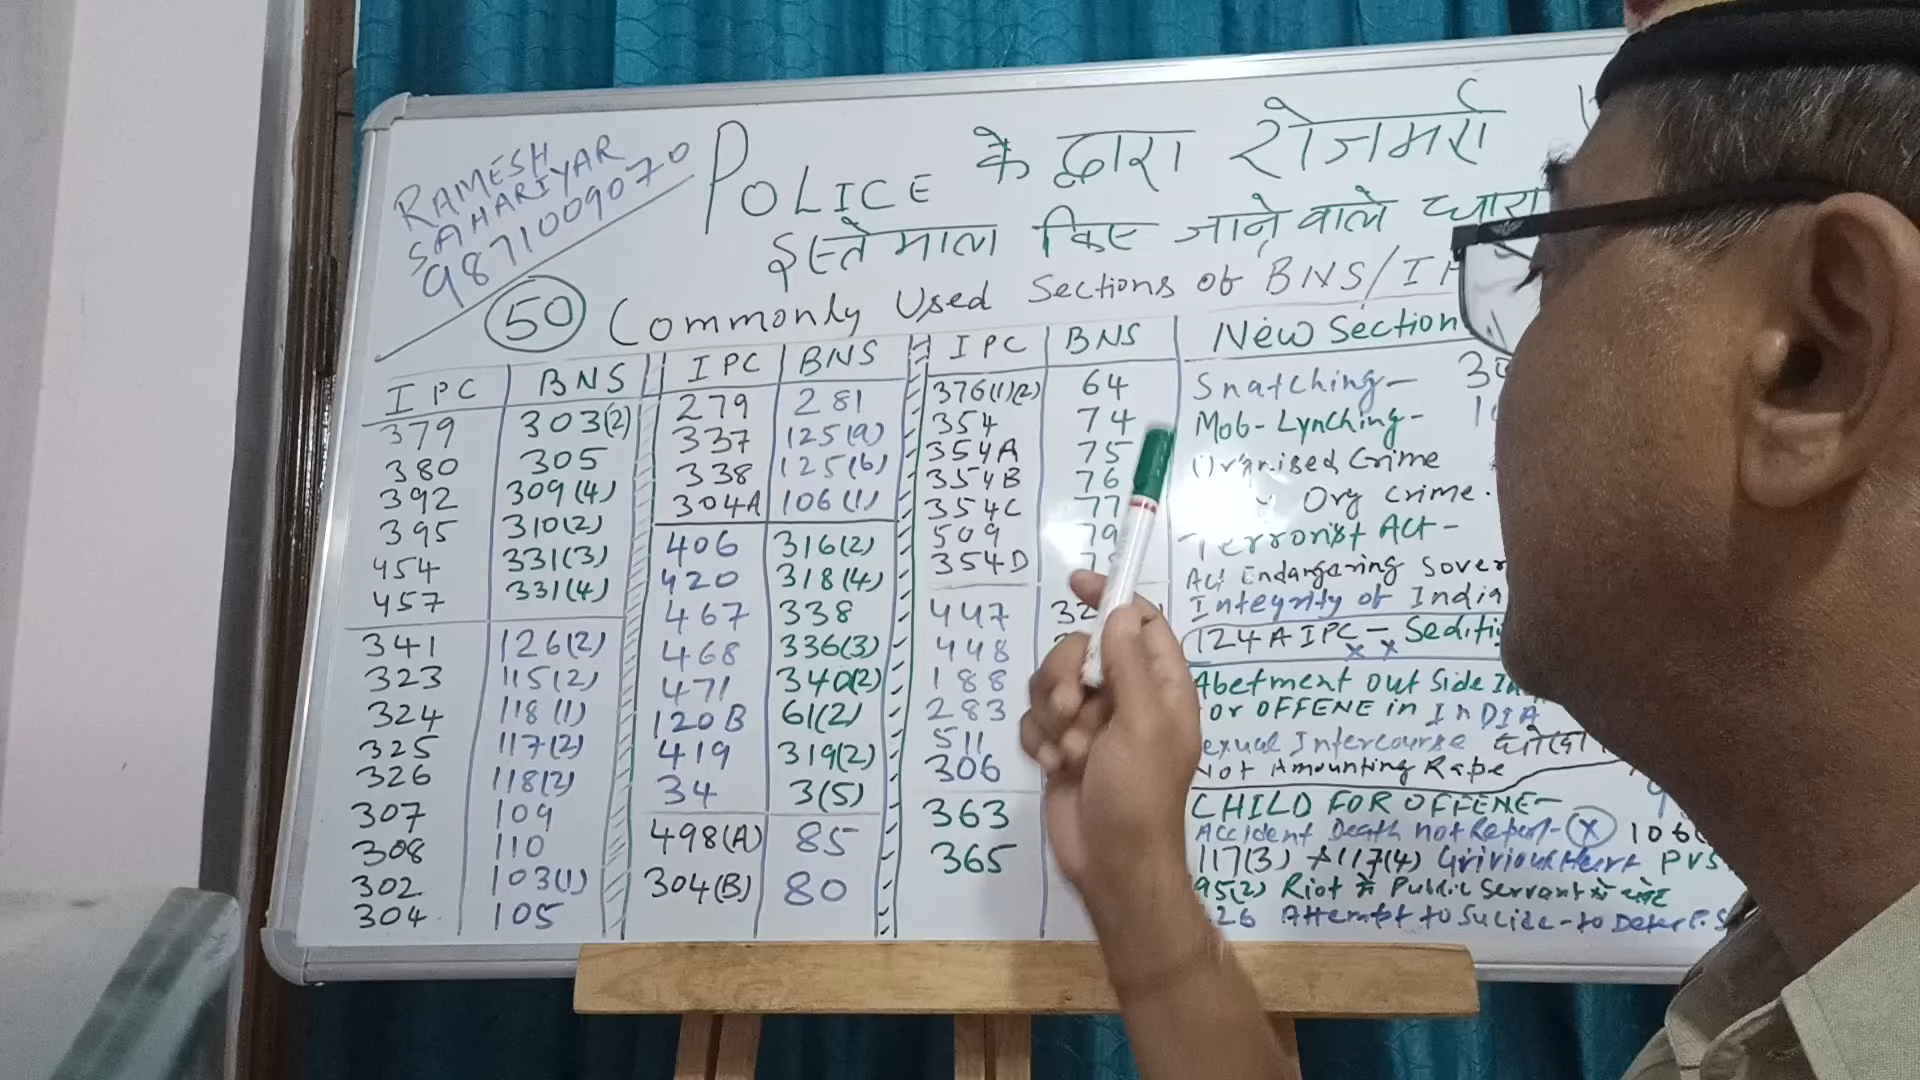 RAMESH
SAHARIYAR
9871009070
POLICE के द्वारा रोजमर्रा
इस्तेमाल किए जाने वाले धारा
50 Commonly Used Sections of BNS/I
IPC BNS
379 303(2)
380 305
392 309(4)
395 310(2)
454 331(3)
457 331(4)
341 126(2)
323 115(2)
324 118(1)
325 117(2)
326 118(2)
307 109
308 110
302 103(1)
304 105
IPC BNS
279 281
337 125(a)
338 125(b)
304A 106(1)
406 316(2)
420 318(4)
467 338
468 336(3)
471 340(2)
120B 61(2)
419 319(2)
34 3(5)
498(A) 85
304(B) 80
IPC BNS
376(1)(2) 64
354 74
354A 75
354B 76
354C 77
509 79
354D
447
448
188
283
511
306
363
365
New Section
Snatching-
Mob-Lynching-
Organised Crime
Org Crime.
Terrorist Act-
Act Endangering
Integrity of India
124A IPC-
x x
Abetment Out Side
For OFFENE in INDIA
Sexual Intercourse
Not Amounting Rape
CHILD FOR OFFENE-
Accident Death not Report-(x) 106
117(3) 117(4) Grivious Heart PVS
95(2) Riot में Public Servant के चोट
26 Attempt to Sucide-to Deter P.S